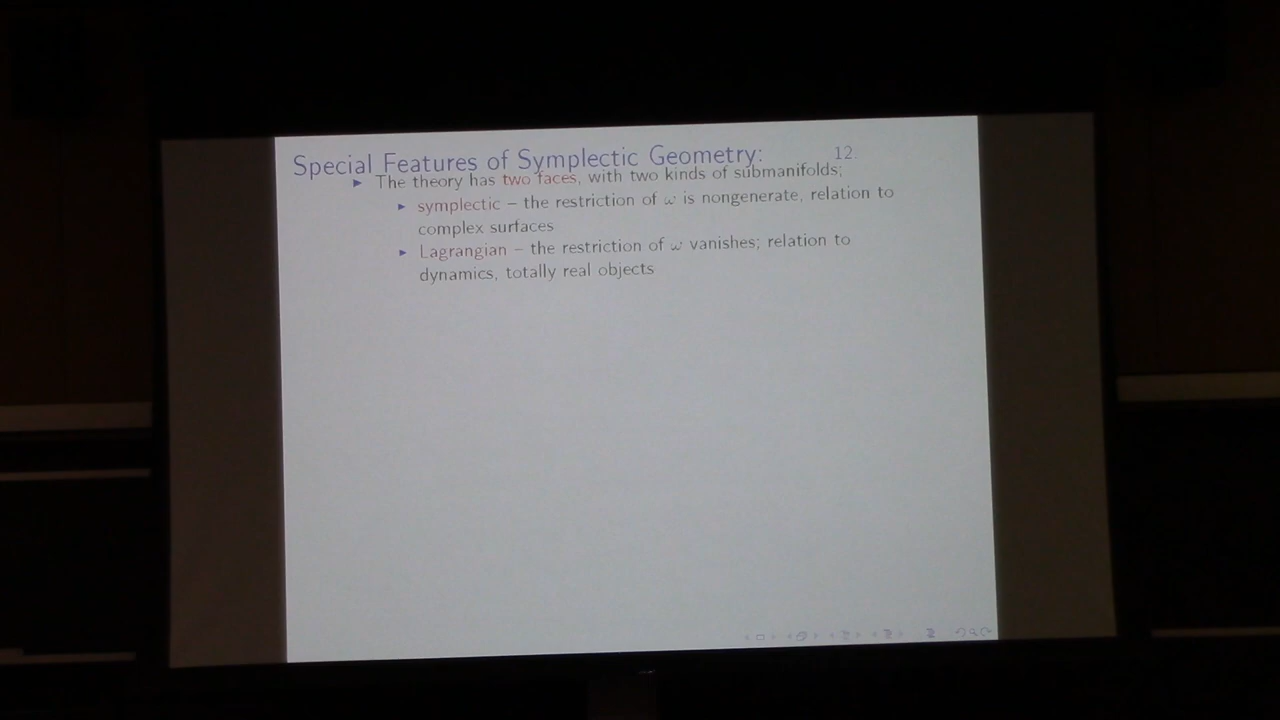 Special Features of Symplectic Geometry: 12.
▶ The theory has two faces, with two kinds of submanifolds;
▶ symplectic – the restriction of ω is nongenerate, relation to
complex surfaces
▶ Lagrangian – the restriction of ω vanishes; relation to
dynamics, totally real objects